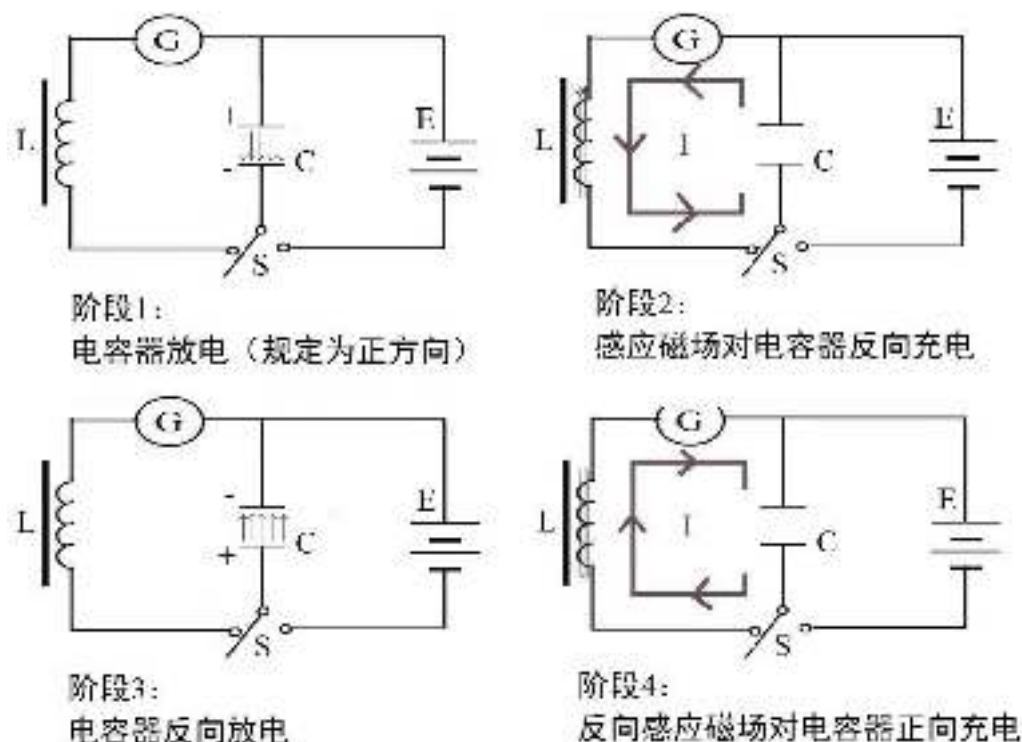 G
L
+
-
C
E
S
阶段1：
电容器放电（规定为正方向）
G
L
I
C
E
S
阶段2：
感应磁场对电容器反向充电
G
L
-
+
C
E
S
阶段3：
电容器反向放电
G
L
I
C
E
S
阶段4：
反向感应磁场对电容器正向充电